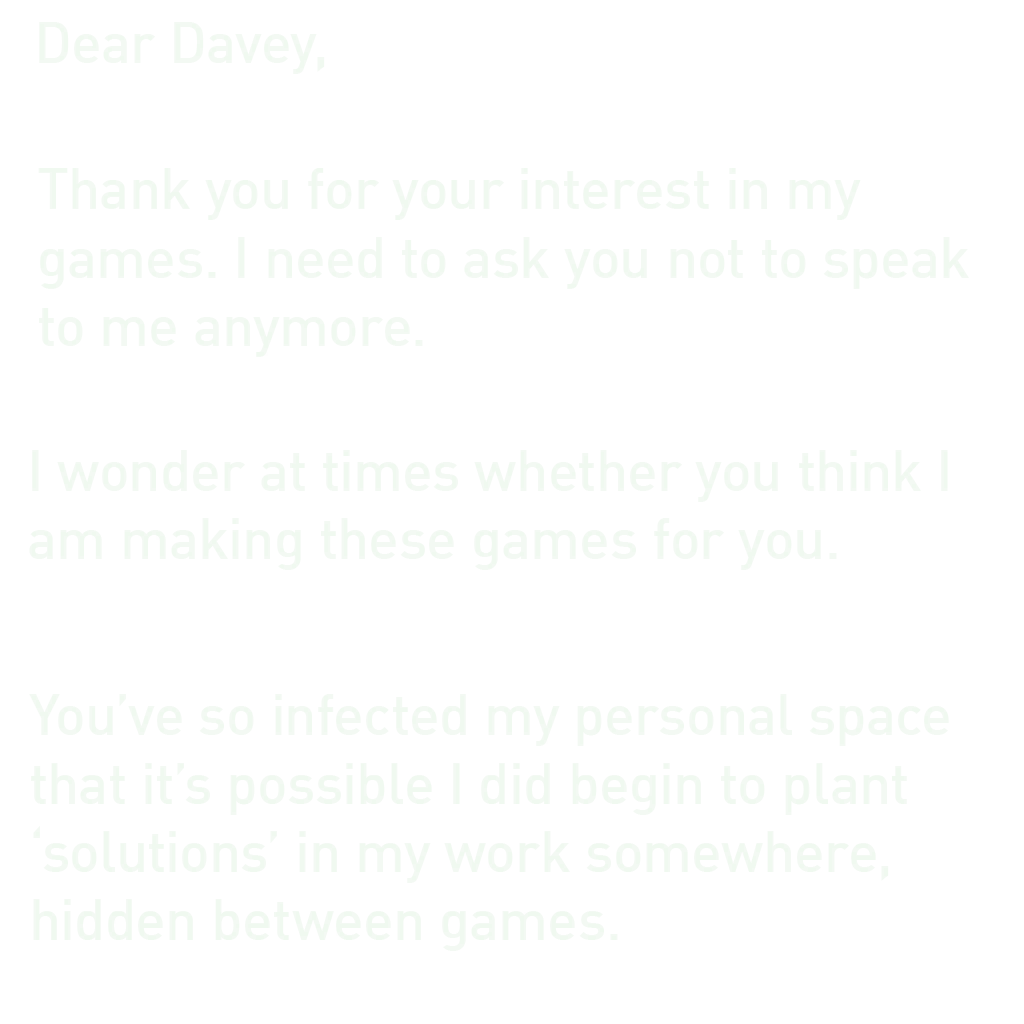 Dear Davey,
Thank you for your interest in my
games. I need to ask you not to speak
to me anymore.
I wonder at times whether you think I
am making these games for you.
You’ve so infected my personal space
that it’s possible I did begin to plant
‘solutions’ in my work somewhere,
hidden between games.